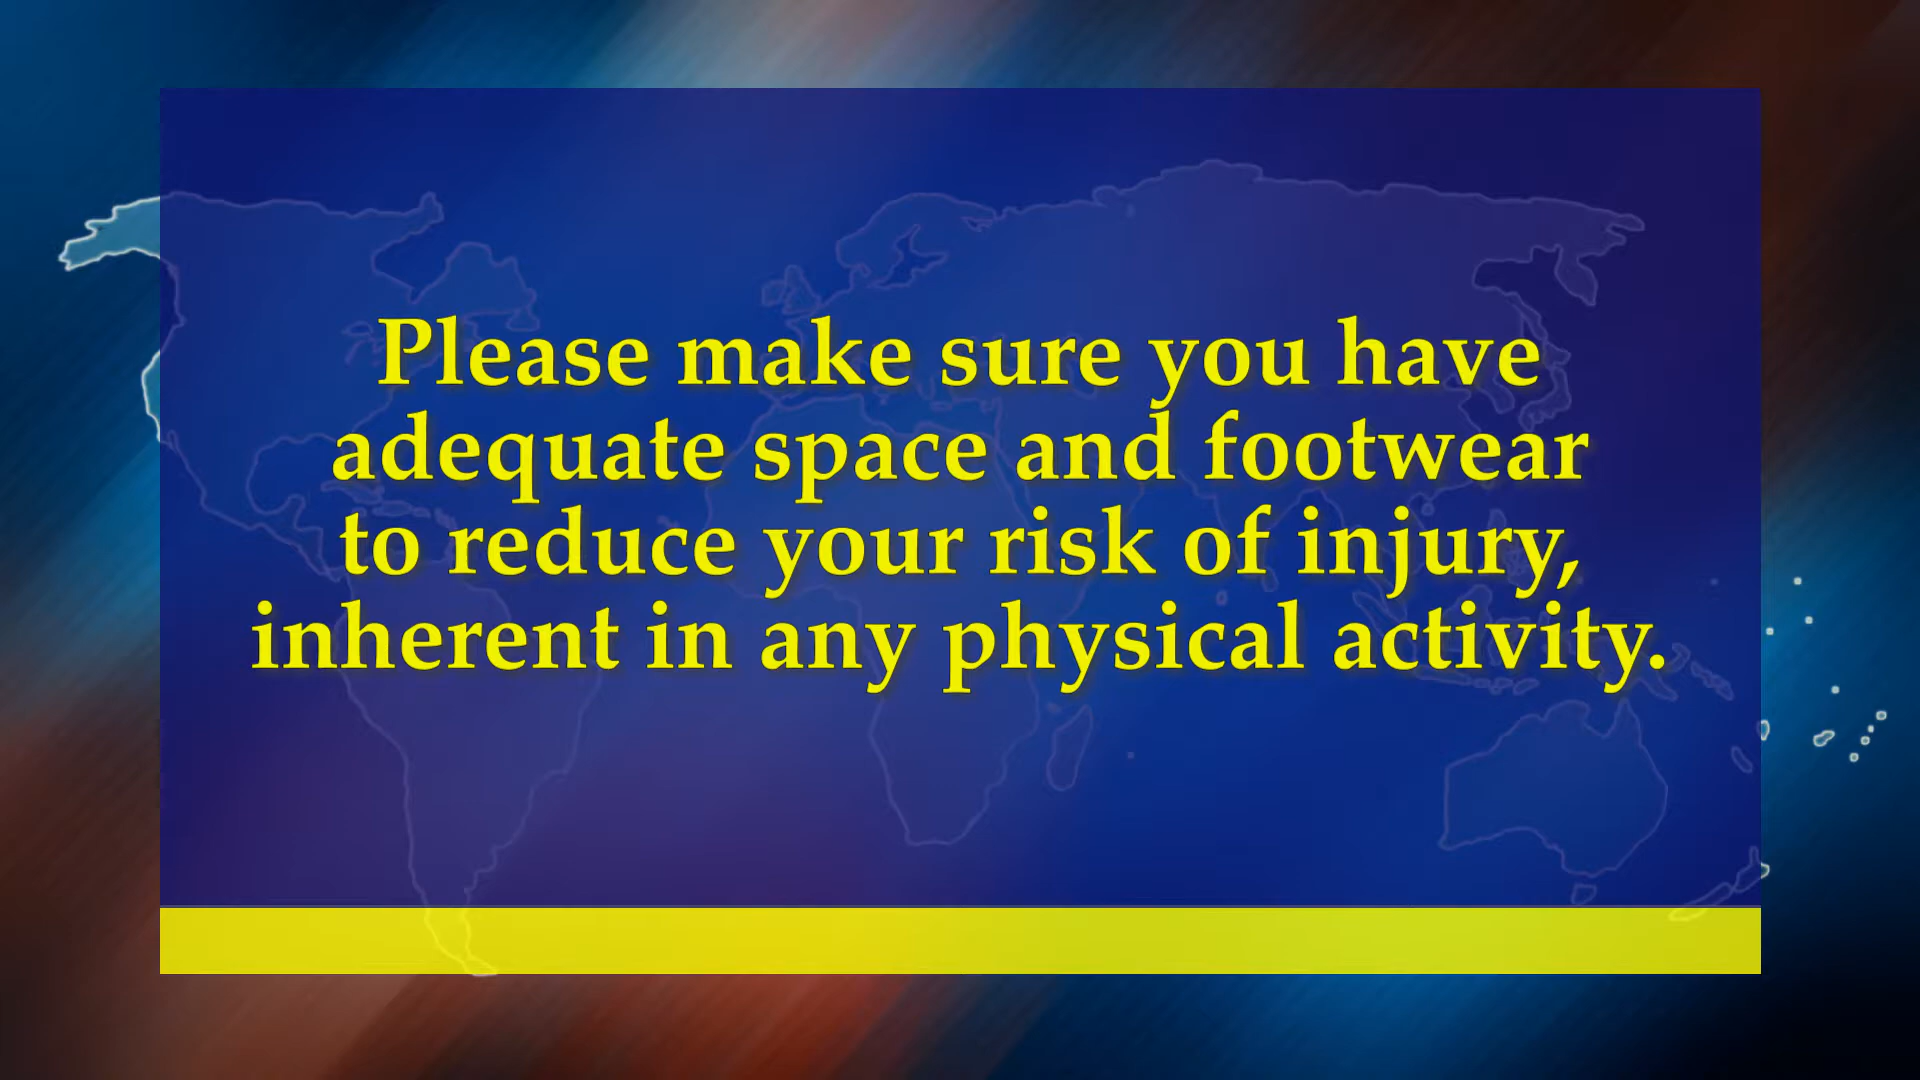 Please make sure you have
adequate space and footwear
to reduce your risk of injury,
inherent in any physical activity.